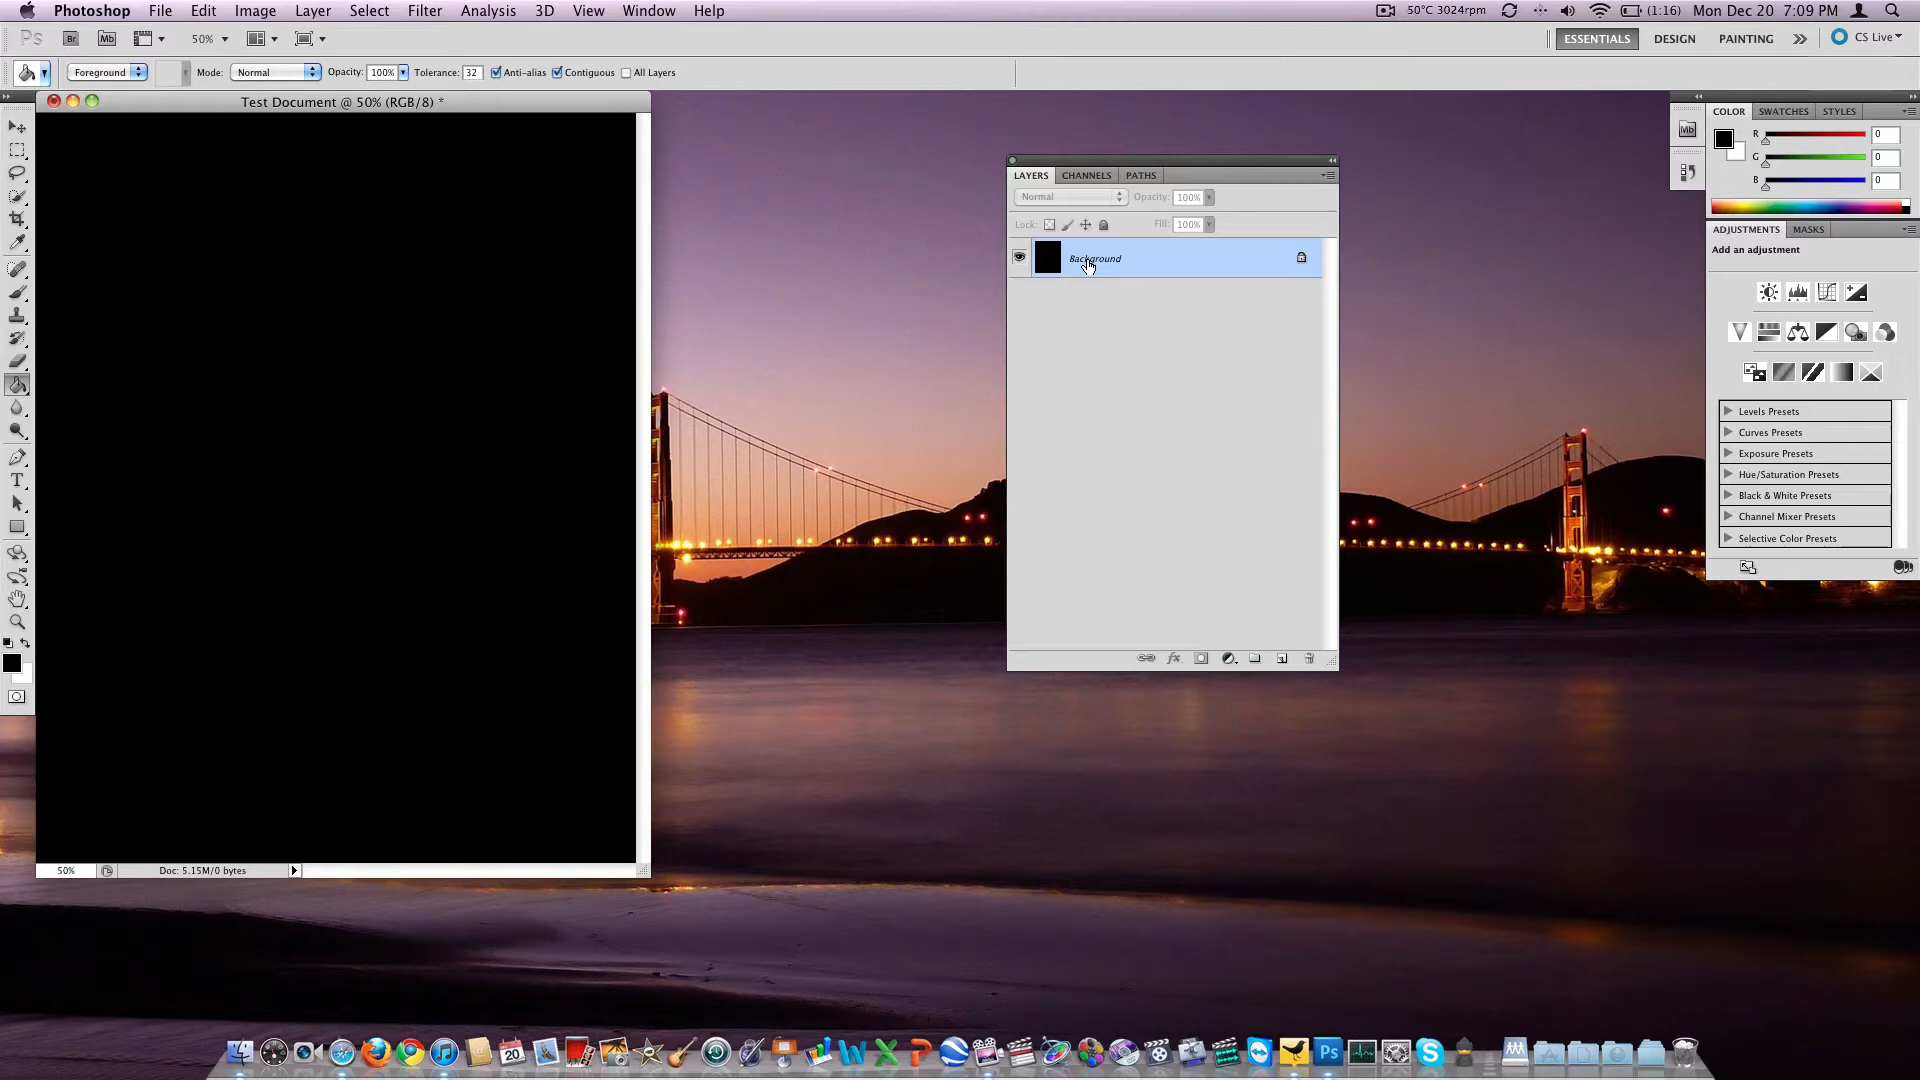 Photoshop File Edit Image Layer Select Filter Analysis 3D View Window Help 50°C 3024rpm (1:16) Mon Dec 20 7:09 PM
Ps Br Mb 50% ESSENTIALS DESIGN PAINTING CS Live
Foreground Mode: Normal Opacity: 100% Tolerance: 32 Anti-alias Contiguous All Layers
Test Document @ 50% (RGB/8) *
COLOR SWATCHES STYLES
Mb
R 0
G 0
B 0
LAYERS CHANNELS PATHS
Normal Opacity: 100%
Lock: Fill: 100%
Background
ADJUSTMENTS MASKS
Add an adjustment
Levels Presets
Curves Presets
Exposure Presets
Hue/Saturation Presets
Black & White Presets
Channel Mixer Presets
Selective Color Presets
T
fx
50% Doc: 5.15M/0 bytes
20 W X P Ps S